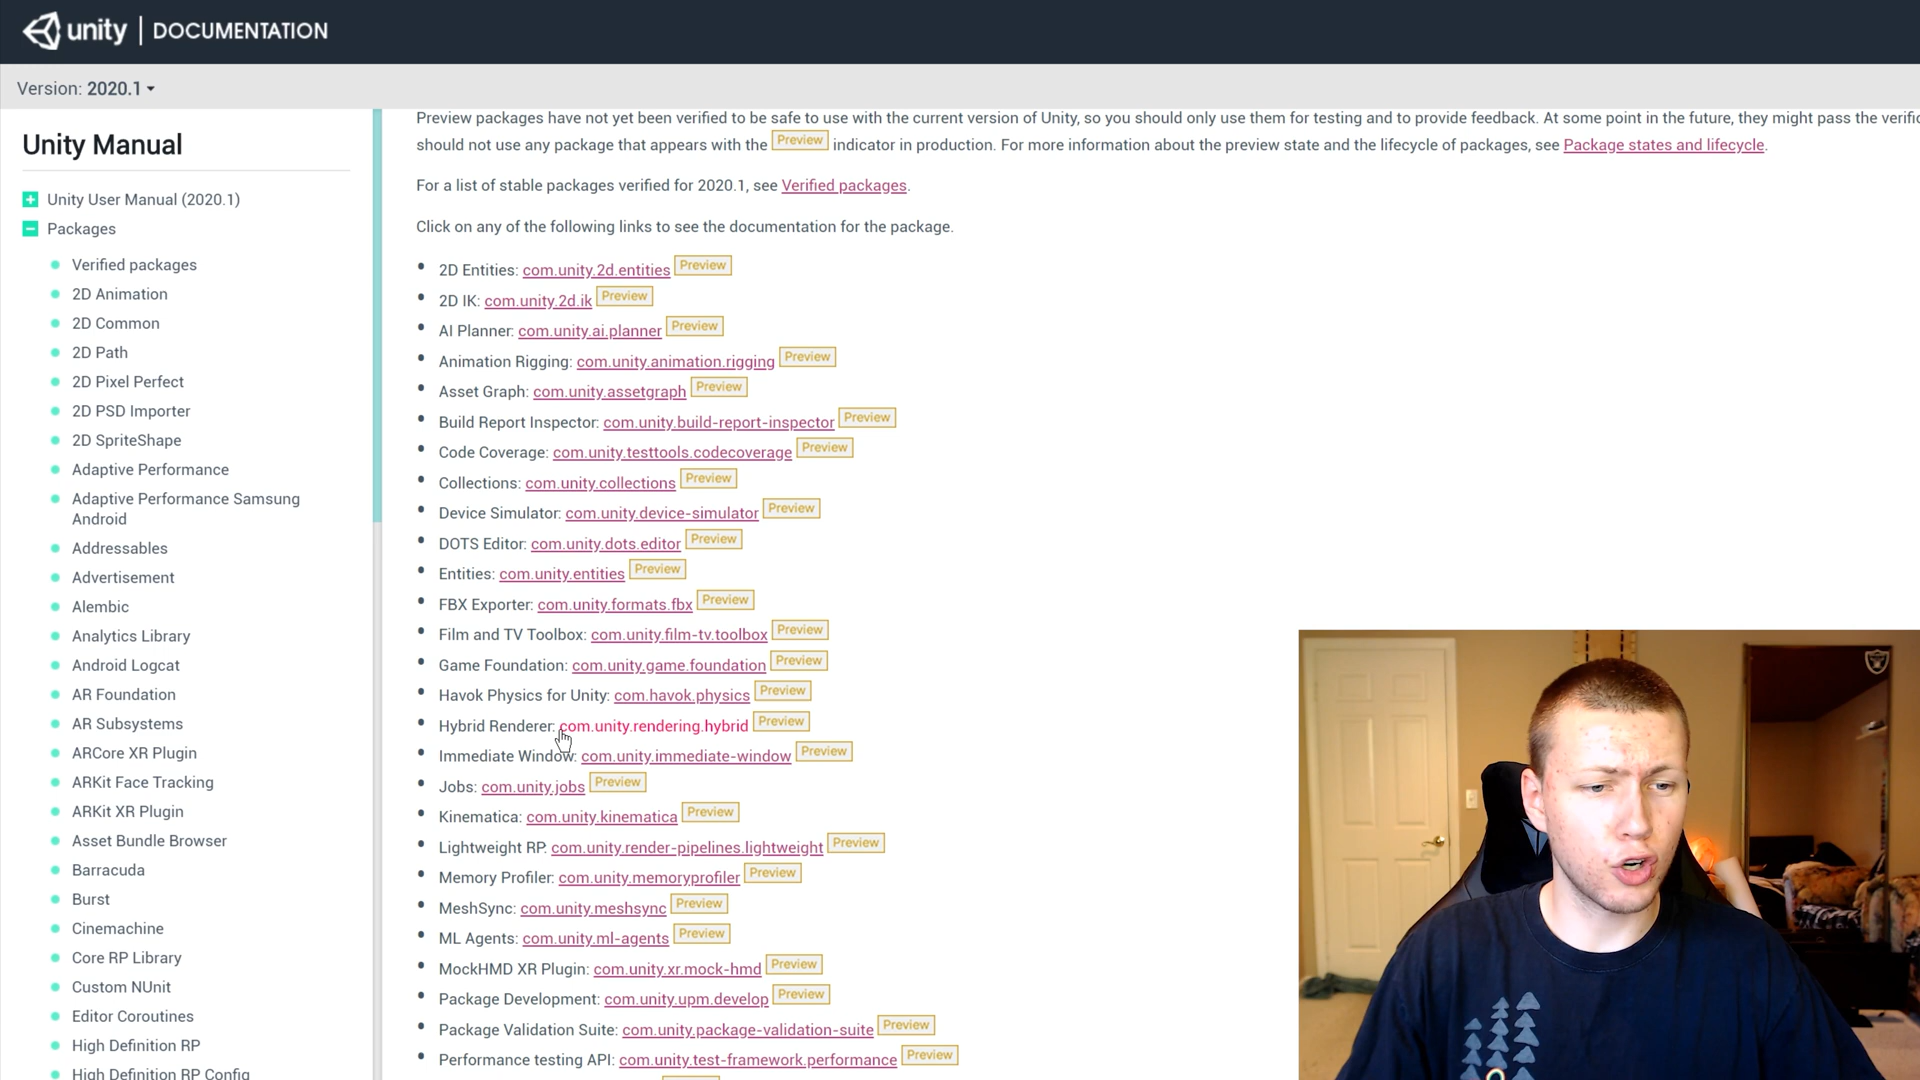 unity | DOCUMENTATION
Version: 2020.1
Unity Manual
Unity User Manual (2020.1)
Packages
Verified packages
2D Animation
2D Common
2D Path
2D Pixel Perfect
2D PSD Importer
2D SpriteShape
Adaptive Performance
Adaptive Performance Samsung
Android
Addressables
Advertisement
Alembic
Analytics Library
Android Logcat
AR Foundation
AR Subsystems
ARCore XR Plugin
ARKit Face Tracking
ARKit XR Plugin
Asset Bundle Browser
Barracuda
Burst
Cinemachine
Core RP Library
Custom NUnit
Editor Coroutines
High Definition RP
High Definition RP Config
Preview packages have not yet been verified to be safe to use with the current version of Unity, so you should only use them for testing and to provide feedback. At some point in the future, they might pass the
should not use any package that appears with the Preview indicator in production. For more information about the preview state and the lifecycle of packages, see Package states and lifecycle.
For a list of stable packages verified for 2020.1, see Verified packages.
Click on any of the following links to see the documentation for the package.
2D Entities: com.unity.2d.entities Preview
2D IK: com.unity.2d.ik Preview
AI Planner: com.unity.ai.planner Preview
Animation Rigging: com.unity.animation.rigging Preview
Asset Graph: com.unity.assetgraph Preview
Build Report Inspector: com.unity.build-report-inspector Preview
Code Coverage: com.unity.testtools.codecoverage Preview
Collections: com.unity.collections Preview
Device Simulator: com.unity.device-simulator Preview
DOTS Editor: com.unity.dots.editor Preview
Entities: com.unity.entities Preview
FBX Exporter: com.unity.formats.fbx Preview
Film and TV Toolbox: com.unity.film-tv.toolbox Preview
Game Foundation: com.unity.game.foundation Preview
Havok Physics for Unity: com.havok.physics Preview
Hybrid Renderer: com.unity.rendering.hybrid Preview
Immediate Window: com.unity.immediate-window Preview
Jobs: com.unity.jobs Preview
Kinematica: com.unity.kinematica Preview
Lightweight RP: com.unity.render-pipelines.lightweight Preview
Memory Profiler: com.unity.memoryprofiler Preview
MeshSync: com.unity.meshsync Preview
ML Agents: com.unity.ml-agents Preview
MockHMD XR Plugin: com.unity.xr.mock-hmd Preview
Package Development: com.unity.upm.develop Preview
Package Validation Suite: com.unity.package-validation-suite Preview
Performance testing API: com.unity.test-framework.performance Preview